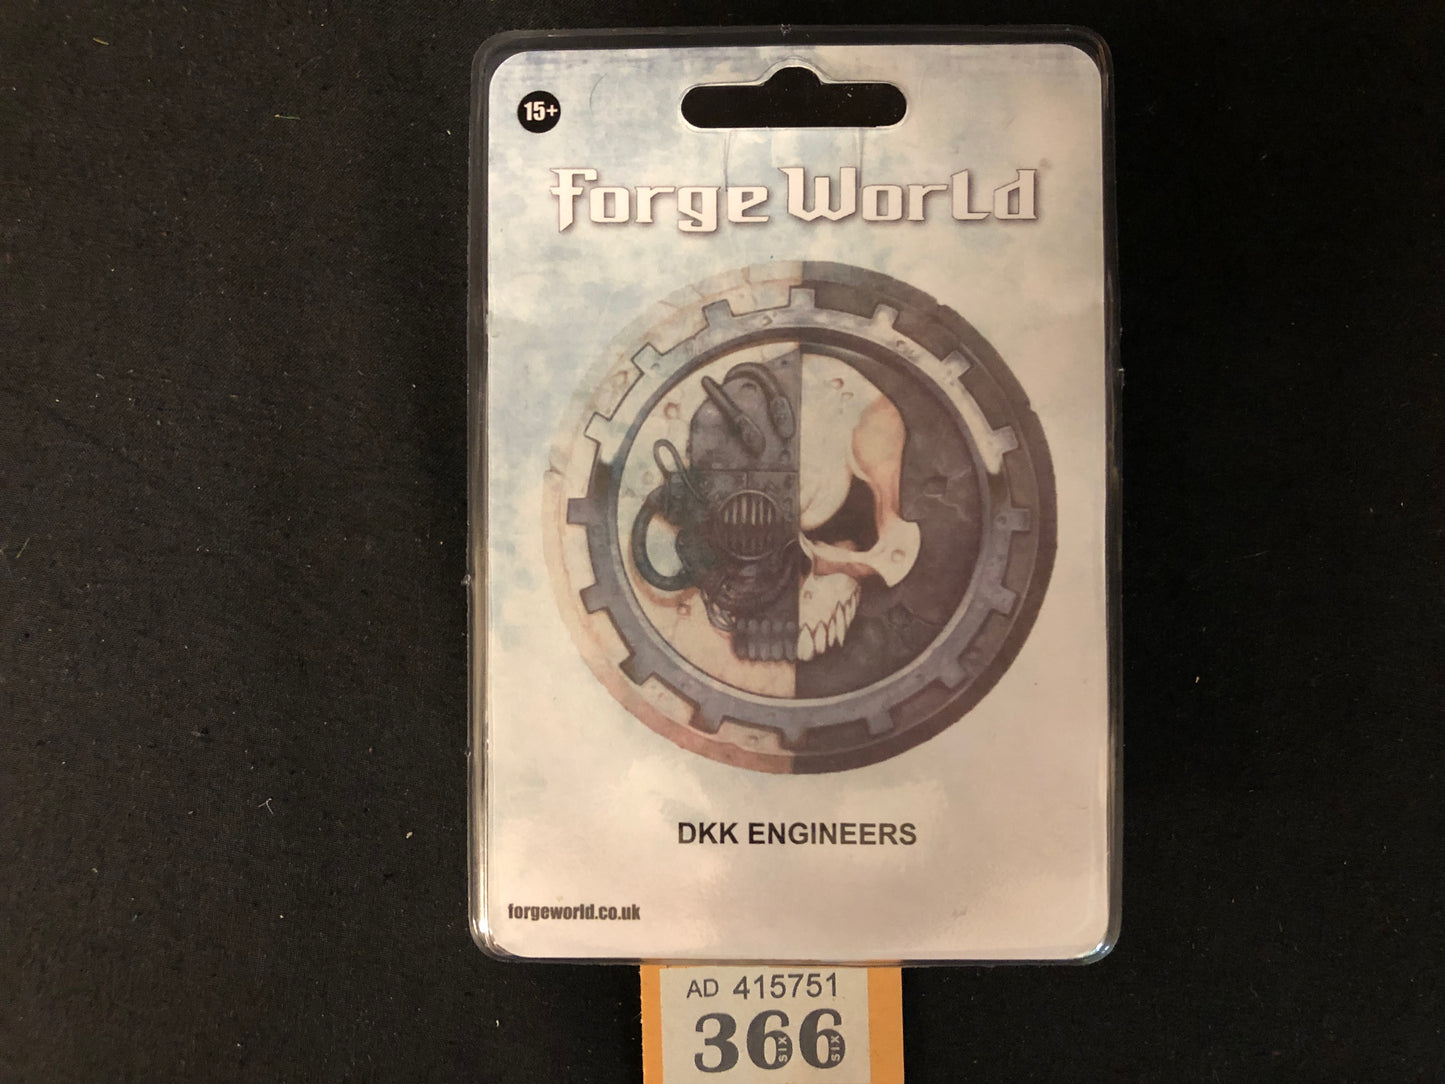 15+
Forge World
DKK ENGINEERS
forgeworld.co.uk
AD 415751
366
SIX SIX